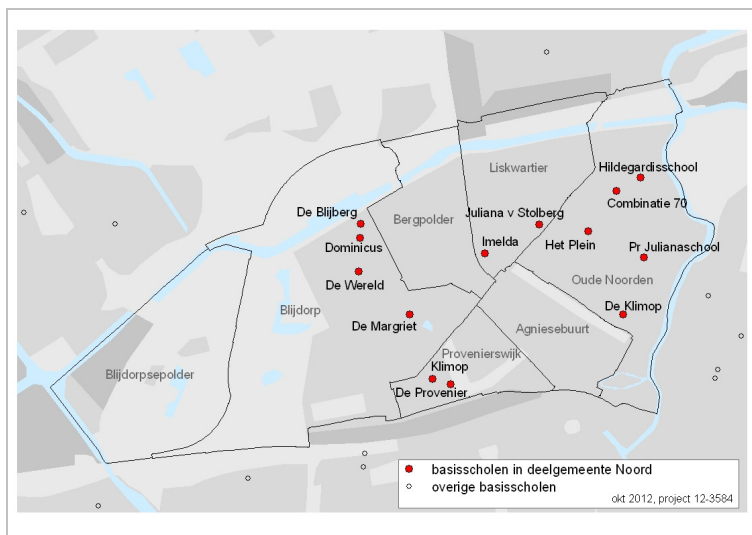 Liskwartier
Hildegardisschool
Combinatie 70
De Blijberg
Bergpolder
Juliana v Stolberg
Dominicus
Het Plein
Imelda
Pr Julianaschool
De Wereld
Oude Noorden
Blijdorp
De Margriet
De Klimop
Agniesebuurt
Provenierswijk
Blijdorpsepolder
Klimop
De Provenier
basisscholen in deelgemeente Noord
overige basisscholen
okt 2012, project 12-3584